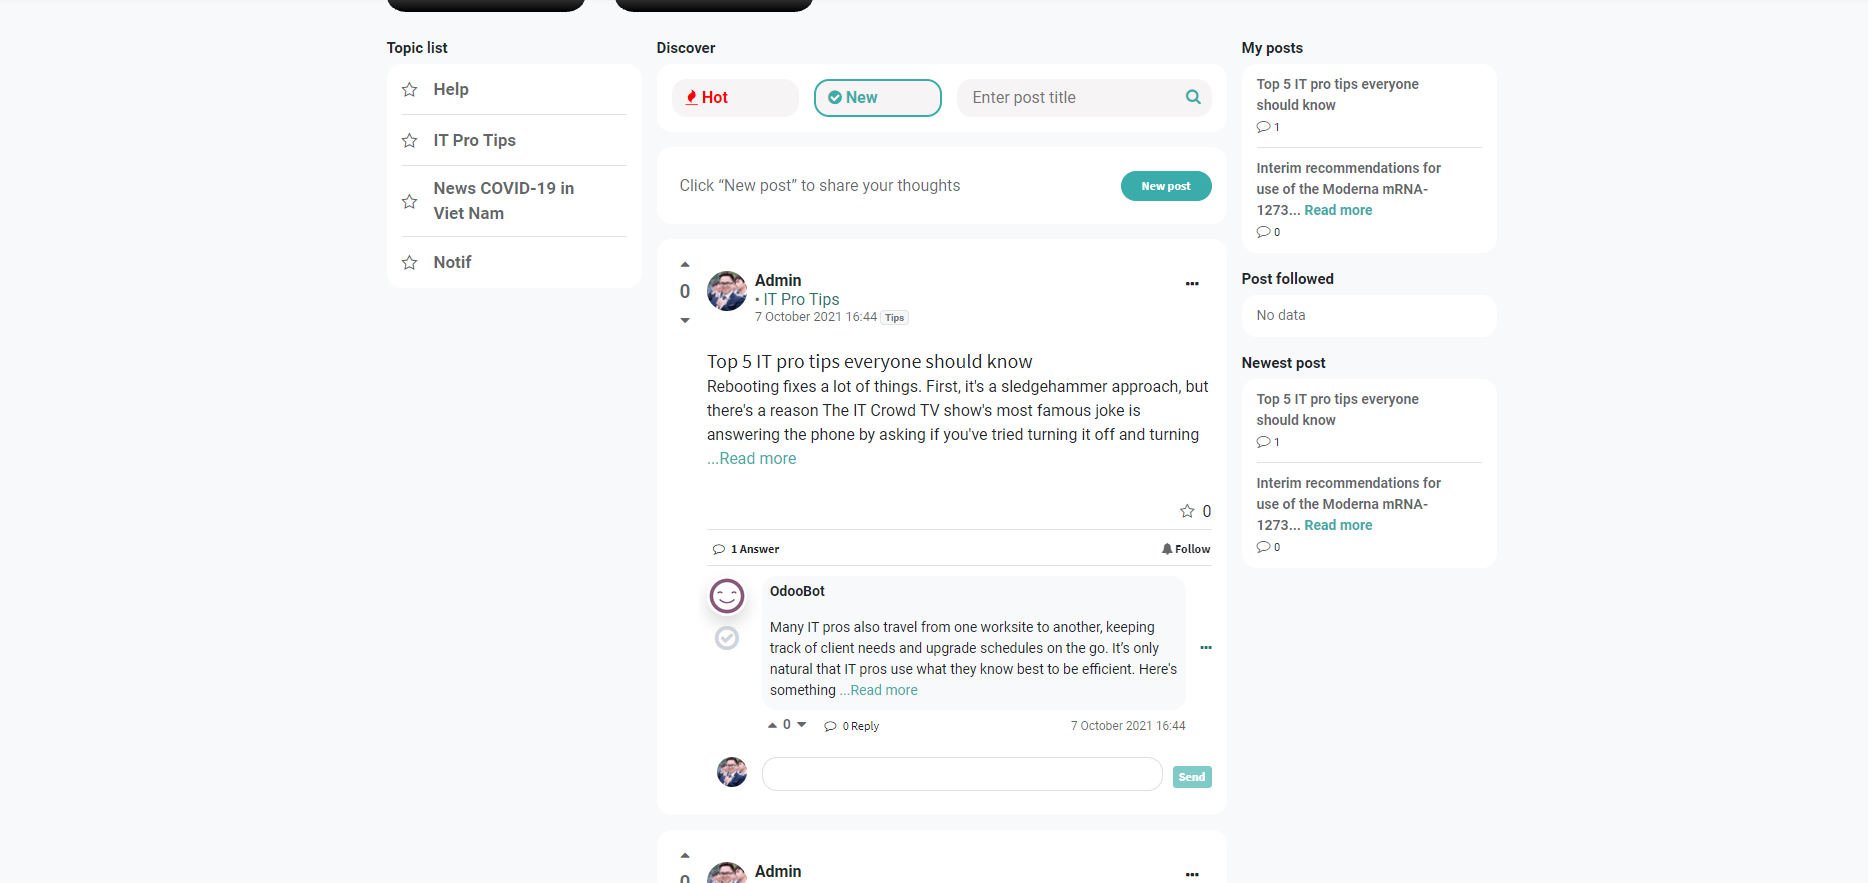 Topic list
Help
IT Pro Tips
News COVID-19 in
Viet Nam
Notif
Discover
Hot
New
Enter post title
Click “New post” to share your thoughts
New post
0
Admin
• IT Pro Tips
7 October 2021 16:44 Tips
Top 5 IT pro tips everyone should know
Rebooting fixes a lot of things. First, it's a sledgehammer approach, but
there's a reason The IT Crowd TV show's most famous joke is
answering the phone by asking if you've tried turning it off and turning
...Read more
0
1 Answer
Follow
OdooBot
Many IT pros also travel from one worksite to another, keeping
track of client needs and upgrade schedules on the go. It’s only
natural that IT pros use what they know best to be efficient. Here's
something ...Read more
0
0 Reply
7 October 2021 16:44
Send
0
Admin
My posts
Top 5 IT pro tips everyone
should know
1
Interim recommendations for
use of the Moderna mRNA-
1273... Read more
0
Post followed
No data
Newest post
Top 5 IT pro tips everyone
should know
1
Interim recommendations for
use of the Moderna mRNA-
1273... Read more
0